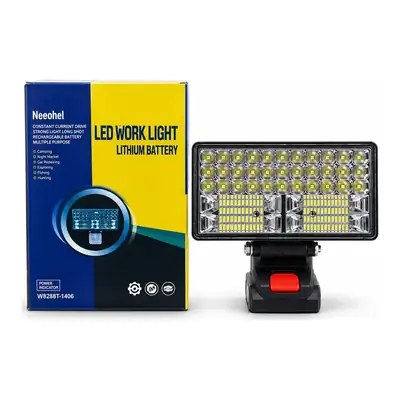 Neeohel
CONSTANT CURRENT DRIVE
STRONG LIGHT LONG SHOT
RECHARGEABLE BATTERY
MULTIPLE PURPOSE
Camping
Night Market
Car Repairing
Exploring
Fishing
Hunting
LED WORK LIGHT
LITHIUM BATTERY
POWER
INDICATOR
W8288T-1406